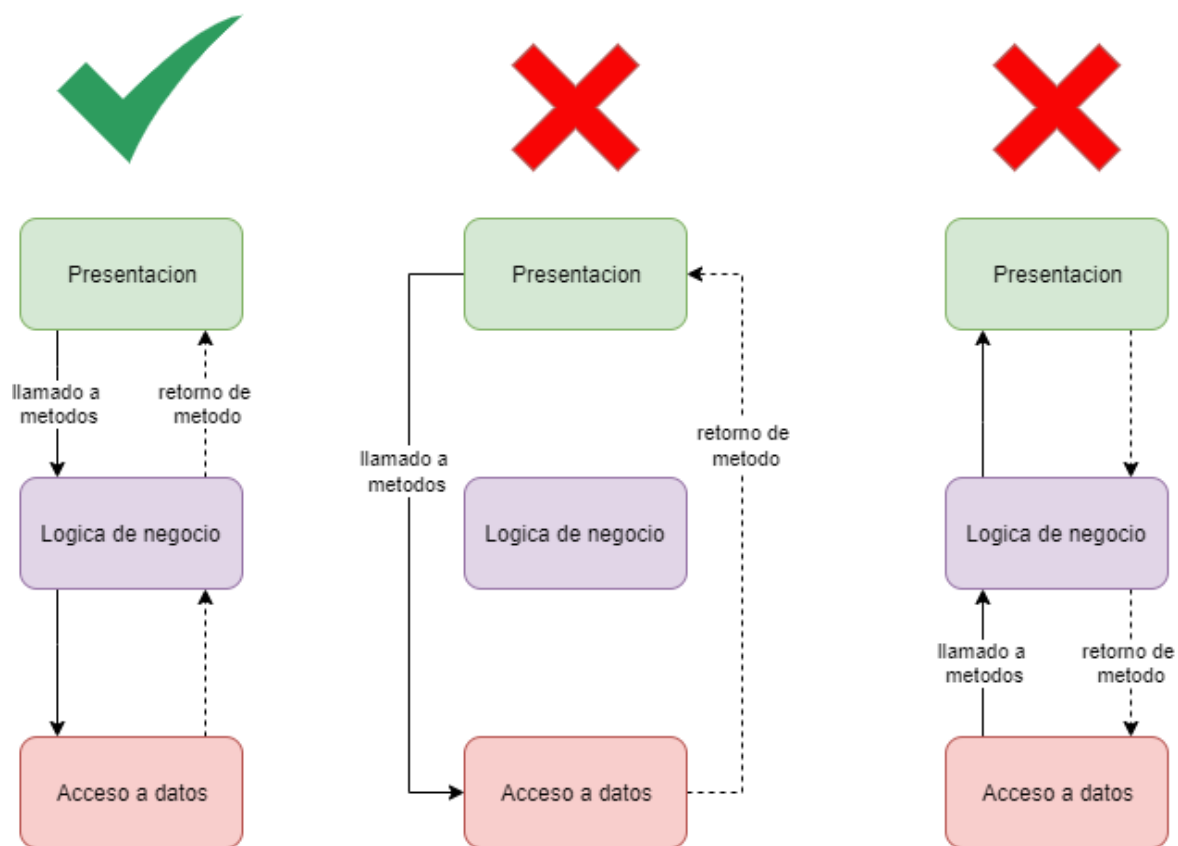 Presentacion
llamado a
metodos
retorno de
metodo
Logica de negocio
Acceso a datos
Presentacion
llamado a
metodos
retorno de
metodo
Logica de negocio
Acceso a datos
Presentacion
Logica de negocio
llamado a
metodos
retorno de
metodo
Acceso a datos